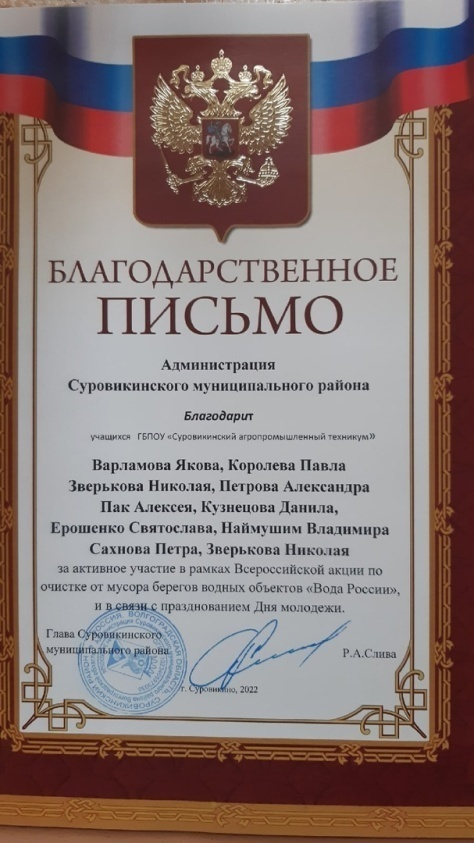 БЛАГОДАРСТВЕННОЕ
ПИСЬМО
Администрация
Суровикинского муниципального района
Благодарит
учащихся ГБПОУ «Суровикинский агропромышленный техникум»
Варламова Якова, Королева Павла
Зверькова Николая, Петрова Александра
Пак Алексея, Кузнецова Данила,
Ерошенко Святослава, Наймушим Владимира
Сахнова Петра, Зверькова Николая
за активное участие в рамках Всероссийской акции по
очистке от мусора берегов водных объектов «Вода России»,
и в связи с празднованием Дня молодежи.
Глава Суровикинского
муниципального района
Р.А.Слива
г. Суровикино, 2022